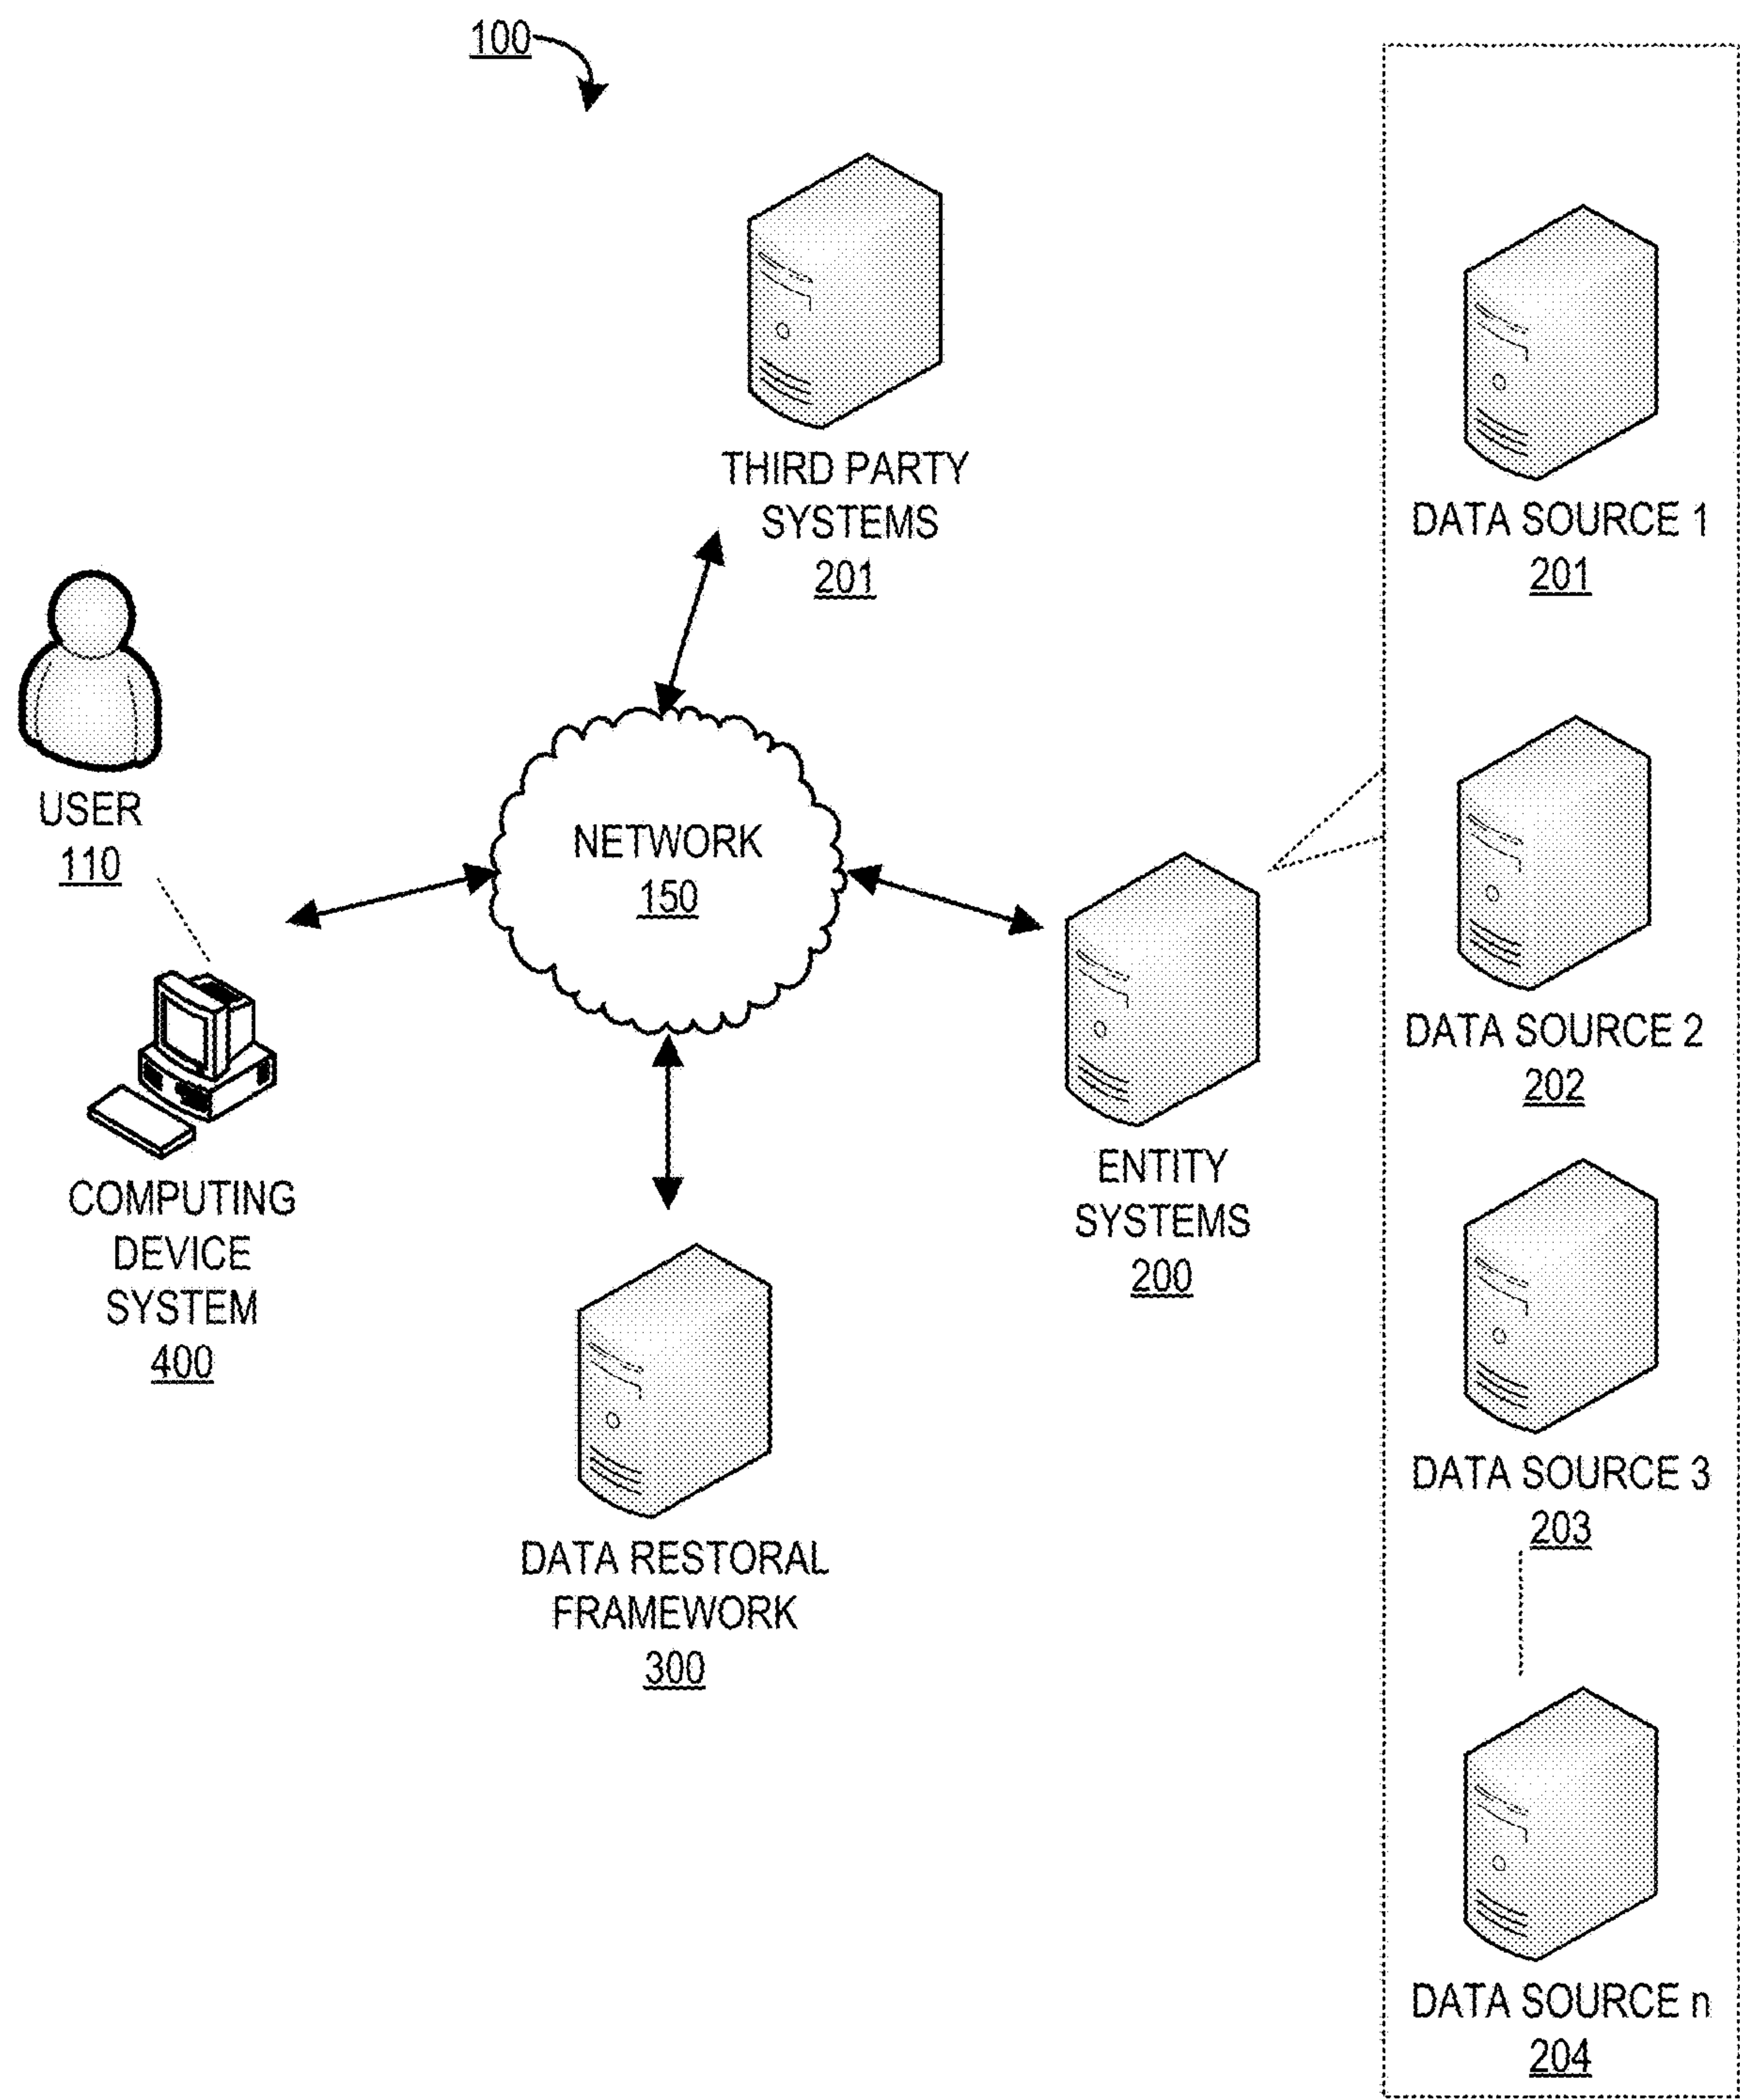 100
THIRD PARTY
SYSTEMS
201
USER
110
NETWORK
150
COMPUTING
DEVICE
SYSTEM
400
ENTITY
SYSTEMS
200
DATA RESTORAL
FRAMEWORK
300
DATA SOURCE 1
201
DATA SOURCE 2
202
DATA SOURCE 3
203
DATA SOURCE n
204